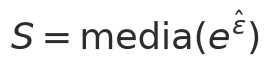 S = media(e^ε̂)